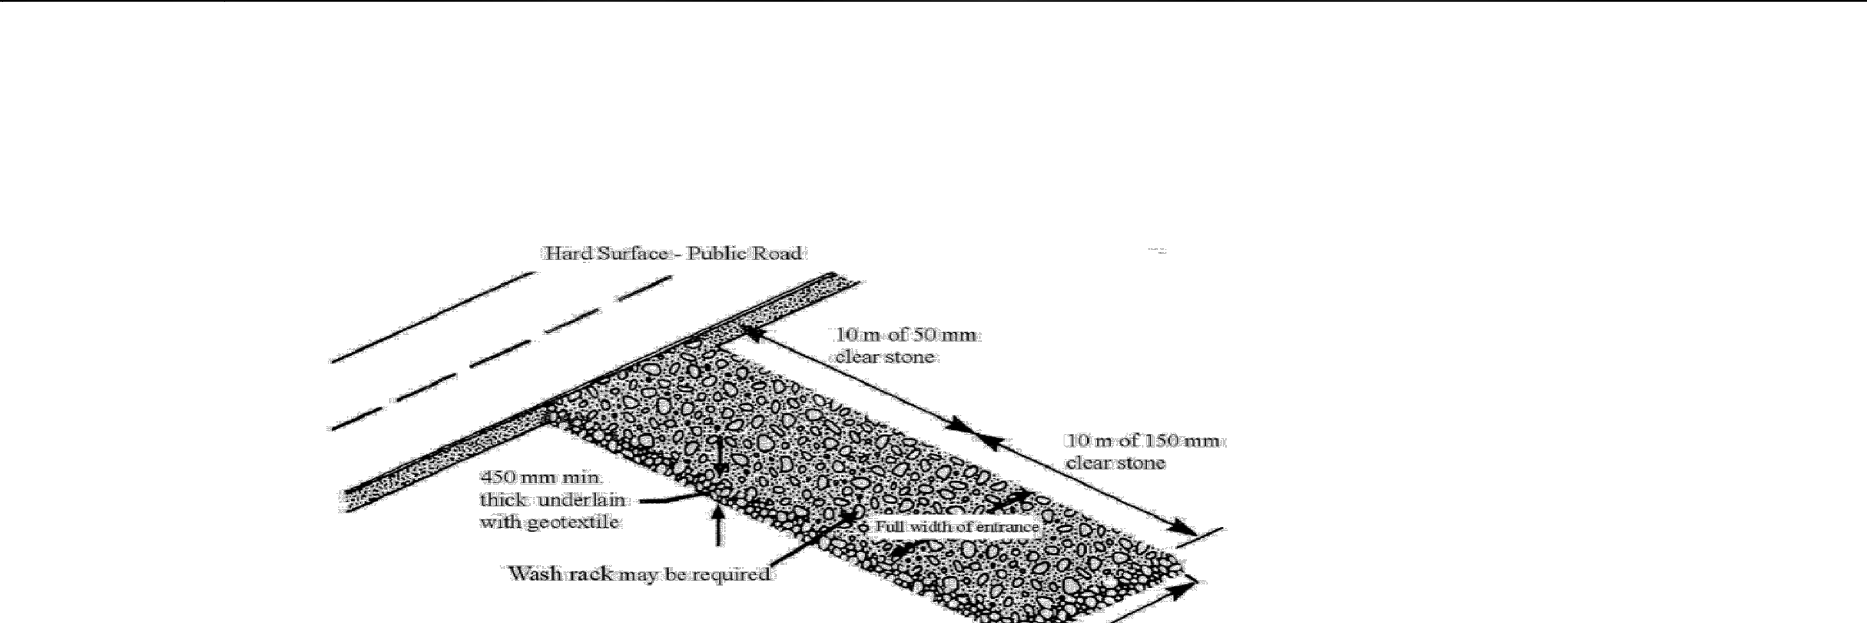 Hard Surface - Public Road
10 m of 50 mm
clear stone
10 m of 150 mm
clear stone
450 mm min.
thick underlain
with geotextile
Full width of entrance
Wash rack may be required